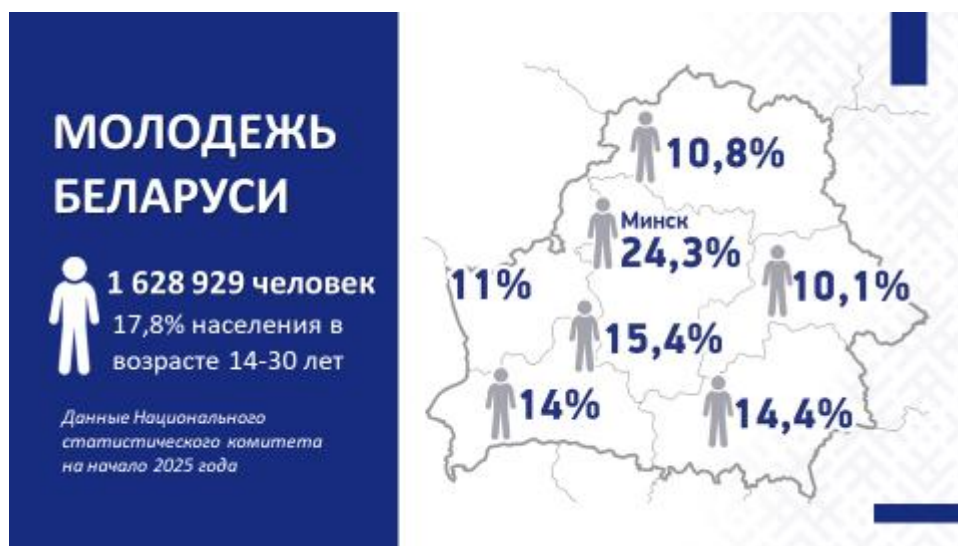 МОЛОДЕЖЬ
БЕЛАРУСИ
1 628 929 человек
17,8% населения в
возрасте 14-30 лет
Данные Национального
статистического комитета
на начало 2025 года
10,8%
Минск
24,3%
11%
10,1%
15,4%
14%
14,4%